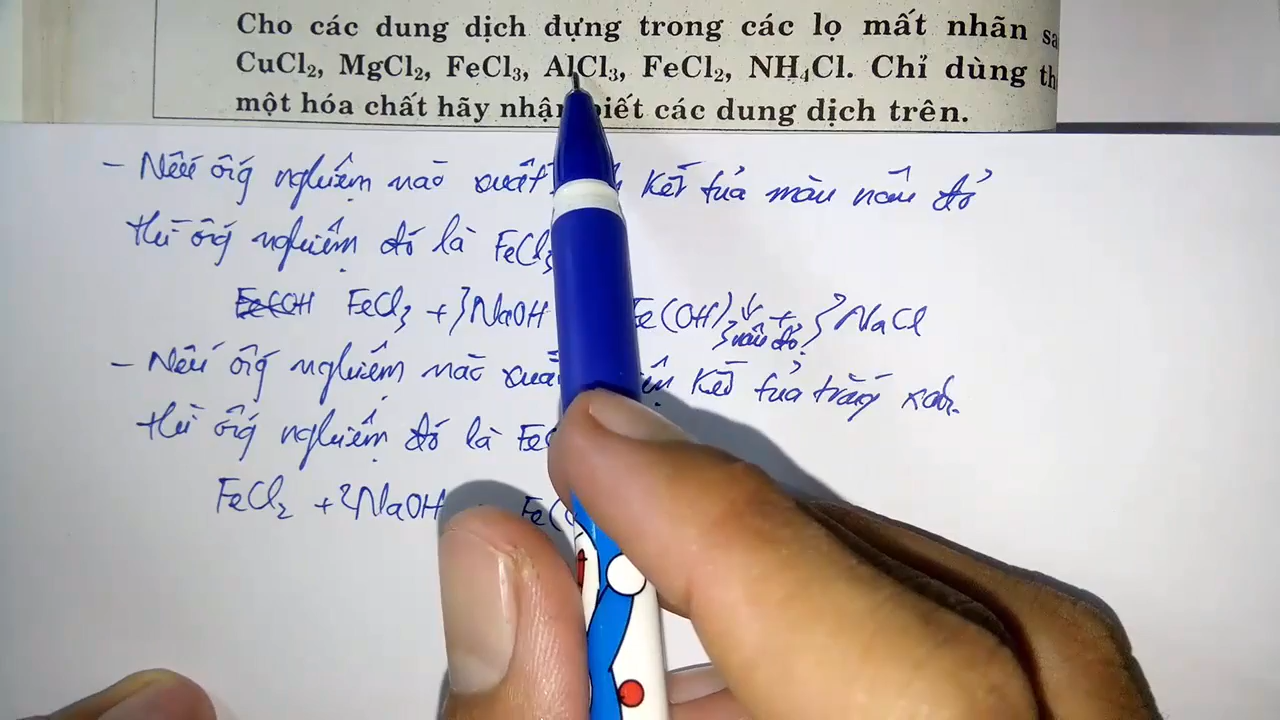 Cho các dung dịch đựng trong các lọ mất nhãn
CuCl₂, MgCl₂, FeCl₃, AlCl₃, FeCl₂, NH₄Cl. Chỉ dùng
một hóa chất hãy nhận biết các dung dịch trên.
- Nếu ống nghiệm nào xuất kết tủa màu nâu đỏ
thì ống nghiệm đó là FeCl₃
FeCl₃ + 3NaOH Fe(OH)₃↓ + 3NaCl
nâu đỏ
- Nếu ống nghiệm nào kết tủa trắng xanh
thì ống nghiệm đó là
FeCl₂ + 2NaOH